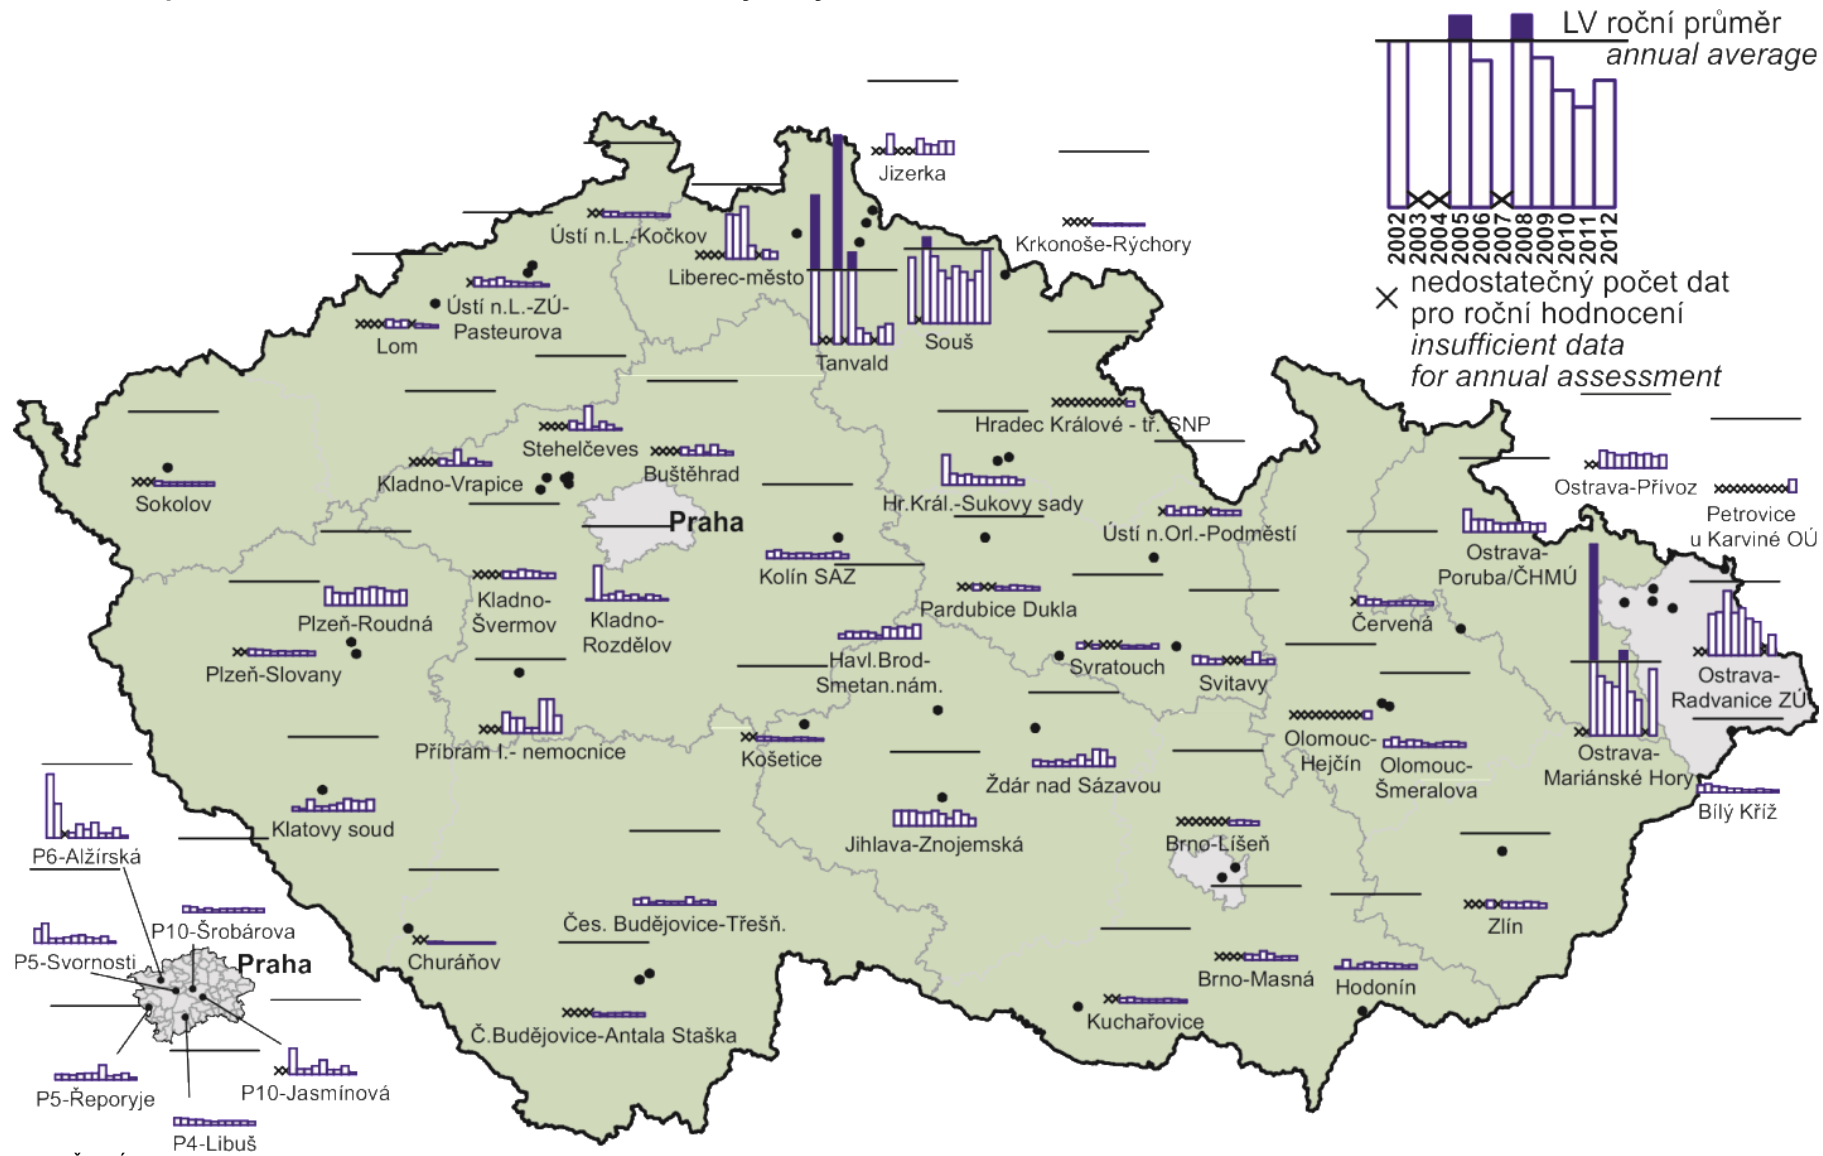 LV roční průměr
annual average
2002 2003 2004 2005 2006 2007 2008 2009 2010 2011 2012
nedostatečný počet dat
pro roční hodnocení
insufficient data
for annual assessment
Jizerka
Krkonoše-Rýchory
Ústí n.L.-Kočkov
Liberec-město
Ústí n.L.-ZÚ-
Pasteurova
Lom
Tanvald
Souš
Hradec Králové - tř. SNP
Stehelčeves
Buštěhrad
Kladno-Vrapice
Sokolov
Hr.Král.-Sukovy sady
Praha
Ústí n.Orl.-Podměstí
Ostrava-Přívoz
Petrovice
u Karviné OÚ
Ostrava-
Poruba/ČHMÚ
Kolín SAZ
Kladno-
Švermov
Kladno-
Rozdělov
Pardubice Dukla
Plzeň-Roudná
Červená
Plzeň-Slovany
Havl.Brod-
Smetan.nám.
Svratouch
Svitavy
Ostrava-
Radvanice ZÚ
Příbram I.- nemocnice
Košetice
Olomouc-
Hejčín
Olomouc-
Šmeralova
Ostrava-
Mariánské Hory
Ždár nad Sázavou
Bílý Kříž
Klatovy soud
Jihlava-Znojemská
Brno-Líšeň
P6-Alžírská
Čes. Budějovice-Třešň.
Zlín
P10-Šrobárova
P5-Svornosti
Praha
Churáňov
Brno-Masná
Hodonín
Kuchařovice
Č.Budějovice-Antala Staška
P5-Řeporyje
P10-Jasmínová
P4-Libuš